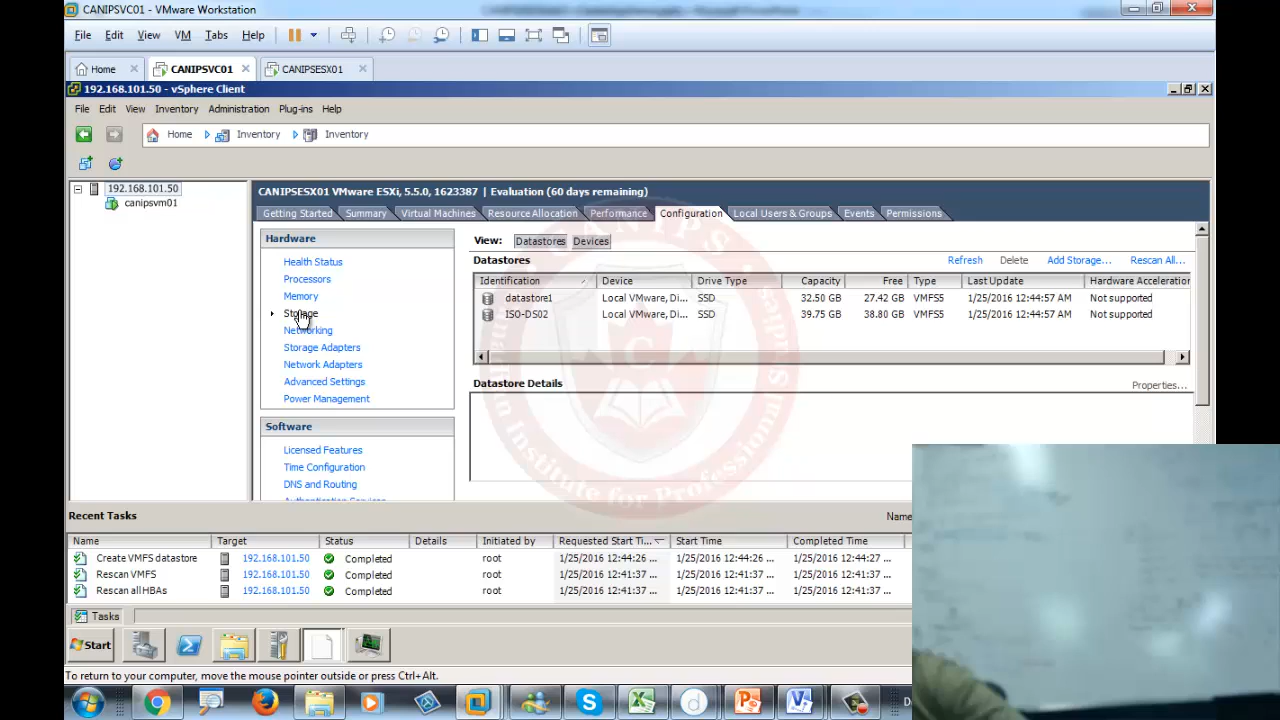 CANIPSVC01 - VMware Workstation
File Edit View VM Tabs Help
Home CANIPSVC01 CANIPSESX01
192.168.101.50 - vSphere Client
File Edit View Inventory Administration Plug-ins Help
Home Inventory Inventory
192.168.101.50
canipsvm01
CANIPSESX01 VMware ESXi, 5.5.0, 1623387 | Evaluation (60 days remaining)
Getting Started Summary Virtual Machines Resource Allocation Performance Configuration Local Users & Groups Events Permissions
Hardware
Health Status
Processors
Memory
Storage
Networking
Storage Adapters
Network Adapters
Advanced Settings
Power Management
Software
Licensed Features
Time Configuration
DNS and Routing
Authentication Services
View: Datastores Devices
Datastores Refresh Delete Add Storage... Rescan All...
Identification Device Drive Type Capacity Free Type Last Update Hardware Acceleration
datastore1 Local VMware, Di... SSD 32.50 GB 27.42 GB VMFS5 1/25/2016 12:44:57 AM Not supported
ISO-DS02 Local VMware, Di... SSD 39.75 GB 38.80 GB VMFS5 1/25/2016 12:44:57 AM Not supported
Datastore Details Properties...
Recent Tasks Name
Name Target Status Details Initiated by Requested Start Ti... Start Time Completed Time
Create VMFS datastore 192.168.101.50 Completed root 1/25/2016 12:44:26 ... 1/25/2016 12:44:26 ... 1/25/2016 12:44:27 ...
Rescan VMFS 192.168.101.50 Completed root 1/25/2016 12:41:37 ... 1/25/2016 12:41:37 ... 1/25/2016 12:41:37 ...
Rescan all HBAs 192.168.101.50 Completed root 1/25/2016 12:41:37 ... 1/25/2016 12:41:37 ... 1/25/2016 12:41:37 ...
Tasks
Start
To return to your computer, move the mouse pointer outside or press Ctrl+Alt.